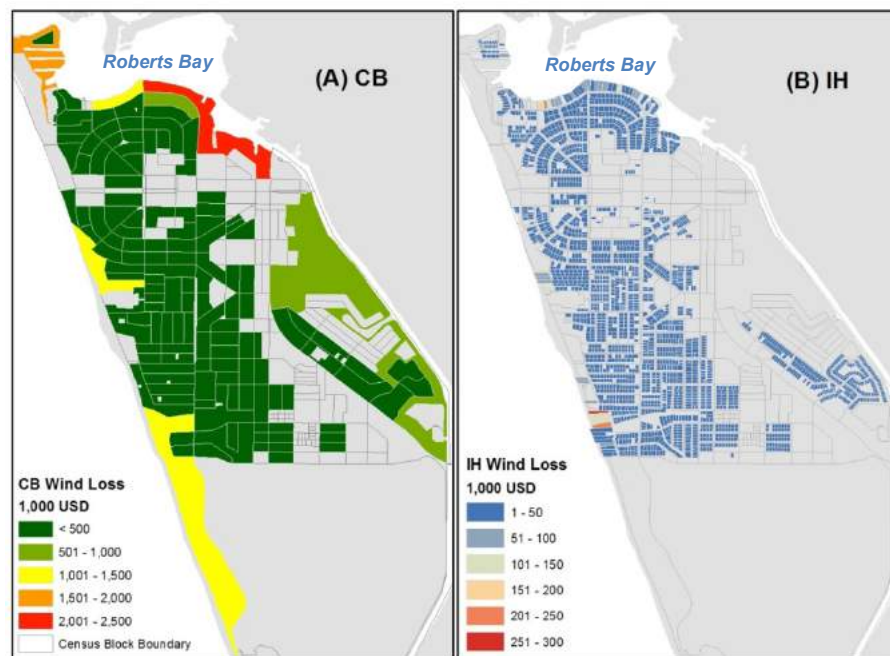 Roberts Bay
(A) CB
CB Wind Loss
1,000 USD
< 500
501 - 1,000
1,001 - 1,500
1,501 - 2,000
2,001 - 2,500
Census Block Boundary
Roberts Bay
(B) IH
IH Wind Loss
1,000 USD
1 - 50
51 - 100
101 - 150
151 - 200
201 - 250
251 - 300